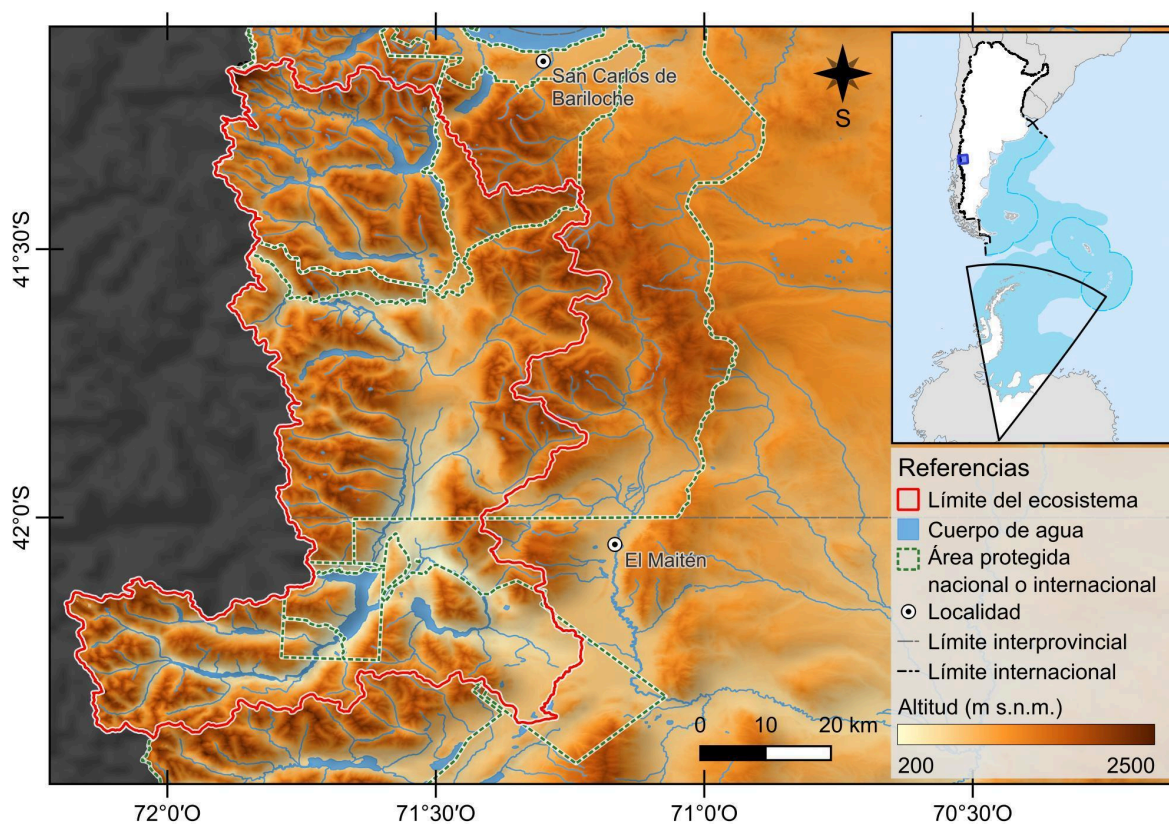 San Carlos de
Bariloche
S
41°30'S
42°0'S
El Maitén
Referencias
Límite del ecosistema
Cuerpo de agua
Área protegida
nacional o internacional
Localidad
Límite interprovincial
Límite internacional
Altitud (m s.n.m.)
200 2500
0 10 20 km
72°0'O 71°30'O 71°0'O 70°30'O